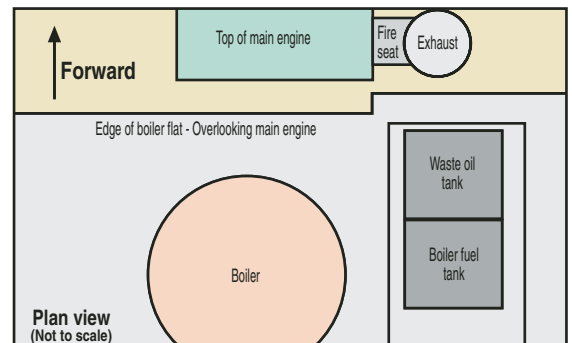 Top of main engine
Fire
seat
Exhaust
Forward
Edge of boiler flat - Overlooking main engine
Waste oil
tank
Boiler fuel
tank
Boiler
Plan view
(Not to scale)